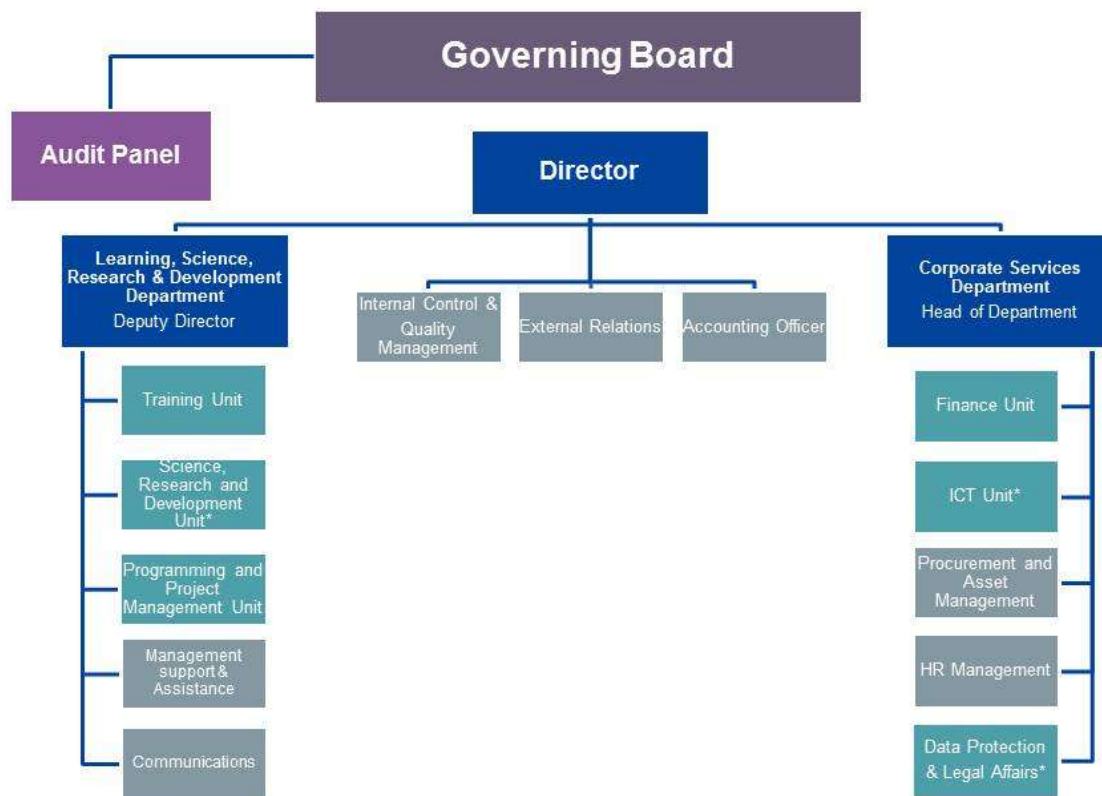 Governing Board
Audit Panel
Director
Learning, Science,
Research & Development
Department
Deputy Director
Internal Control &
Quality
Management
External Relations
Accounting Officer
Corporate Services
Department
Head of Department
Training Unit
Science,
Research and
Development
Unit*
Programming and
Project
Management Unit
Management
support&
Assistance
Communications
Finance Unit
ICT Unit*
Procurement and
Asset
Management
HR Management
Data Protection
& Legal Affairs*